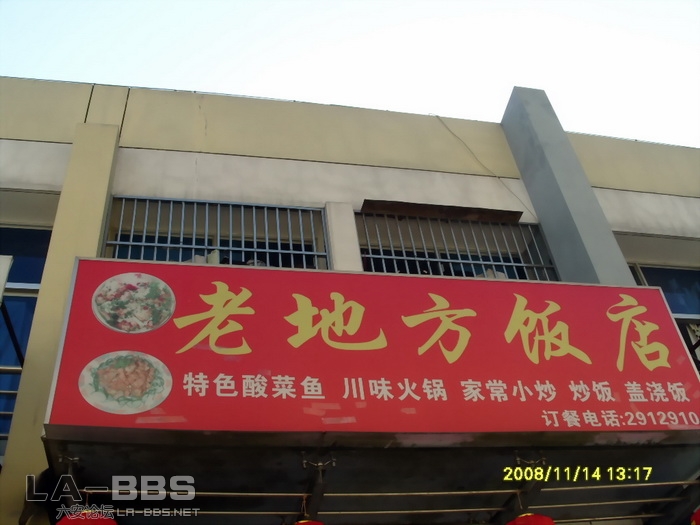 老地方饭店
特色酸菜鱼 川味火锅 家常小炒 炒饭 盖浇饭
订餐电话:2912910
2008/11/14 13:17
LA-BBS
六安论坛LA-BBS.NET